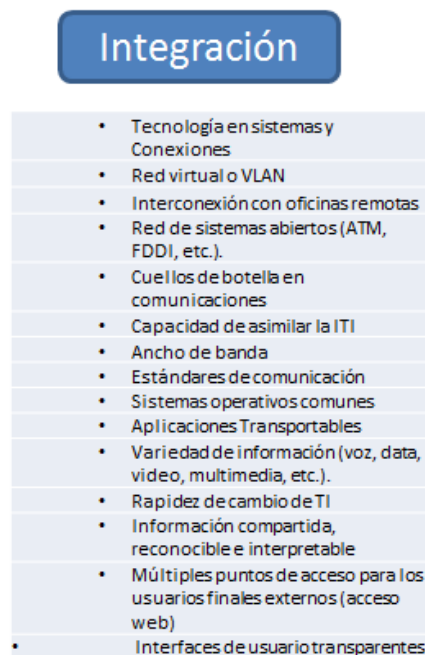 Integración
• Tecnología en sistemas y
Conexiones
• Red virtual o VLAN
• Interconexión con oficinas remotas
• Red de sistemas abiertos (ATM,
FDDI, etc.).
• Cuellos de botella en
comunicaciones
• Capacidad de asimilar la ITI
• Ancho de banda
• Estándares de comunicación
• Sistemas operativos comunes
• Aplicaciones Transportables
• Variedad de información (voz, data,
video, multimedia, etc.).
• Rapidez de cambio de TI
• Información compartida,
reconocible e interpretable
• Múltiples puntos de acceso para los
usuarios finales externos (acceso
web)
• Interfaces de usuario transparentes